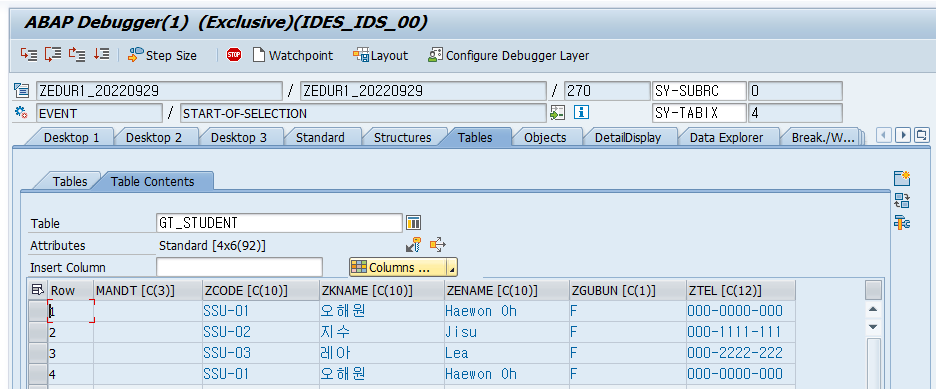 ABAP Debugger(1) (Exclusive)(IDES_IDS_00)
Step Size STOP Watchpoint Layout Configure Debugger Layer
ZEDUR1_20220929 / ZEDUR1_20220929 / 270 SY-SUBRC 0
EVENT / START-OF-SELECTION SY-TABIX 4
Desktop 1 Desktop 2 Desktop 3 Standard Structures Tables Objects DetailDisplay Data Explorer Break./W...
Tables Table Contents
Table GT_STUDENT
Attributes Standard [4x6(92)]
Insert Column Columns ...
Row MANDT [C(3)] ZCODE [C(10)] ZKNAME [C(10)] ZENAME [C(10)] ZGUBUN [C(1)] ZTEL [C(12)]
1 SSU-01 오해원 Haewon Oh F 000-0000-000
2 SSU-02 지수 Jisu F 000-1111-111
3 SSU-03 레아 Lea F 000-2222-222
4 SSU-01 오해원 Haewon Oh F 000-0000-000